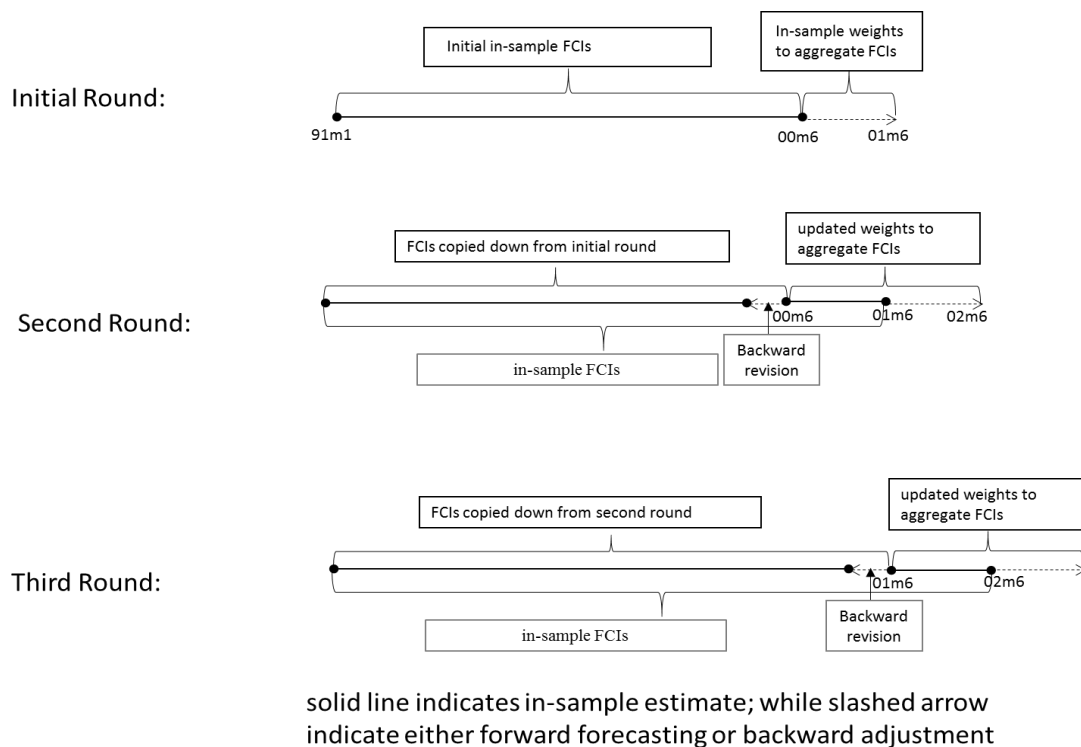 Initial in-sample FCIs
In-sample weights
to aggregate FCIs
Initial Round:
91m1
00m6
01m6
FCIs copied down from initial round
updated weights to
aggregate FCIs
Second Round:
00m6
01m6
02m6
in-sample FCIs
Backward
revision
FCIs copied down from second round
updated weights to
aggregate FCIs
Third Round:
01m6
02m6
in-sample FCIs
Backward
revision
solid line indicates in-sample estimate; while slashed arrow
indicate either forward forecasting or backward adjustment